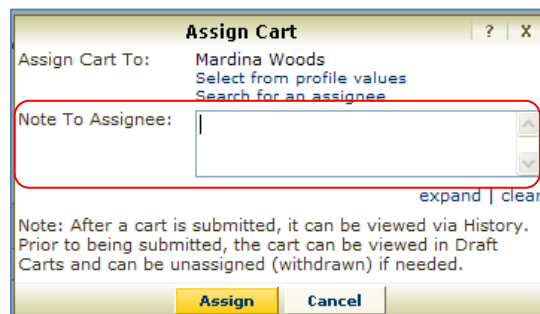 Assign Cart ? X
Assign Cart To: Mardina Woods
Select from profile values
Search for an assignee
Note To Assignee:
expand | clear
Note: After a cart is submitted, it can be viewed via History.
Prior to being submitted, the cart can be viewed in Draft
Carts and can be unassigned (withdrawn) if needed.
Assign Cancel